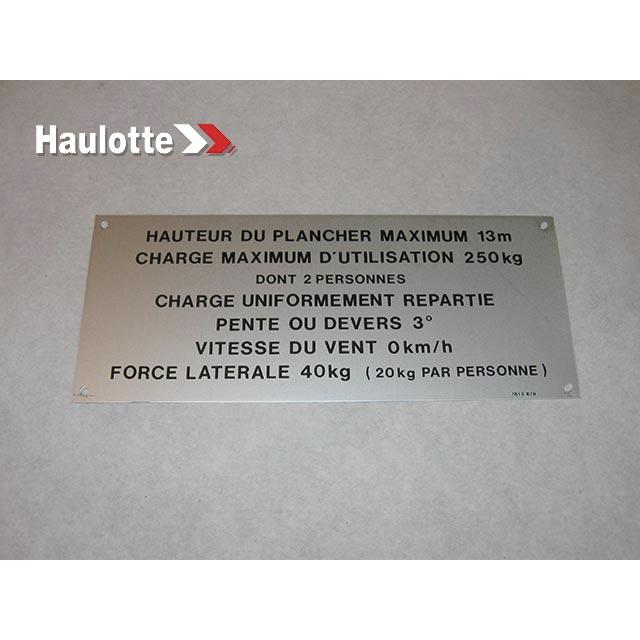 Haulotte
HAUTEUR DU PLANCHER MAXIMUM 13m
CHARGE MAXIMUM D'UTILISATION 250kg
DONT 2 PERSONNES
CHARGE UNIFORMEMENT REPARTIE
PENTE OU DEVERS 3°
VITESSE DU VENT 0km/h
FORCE LATERALE 40kg (20kg PAR PERSONNE)